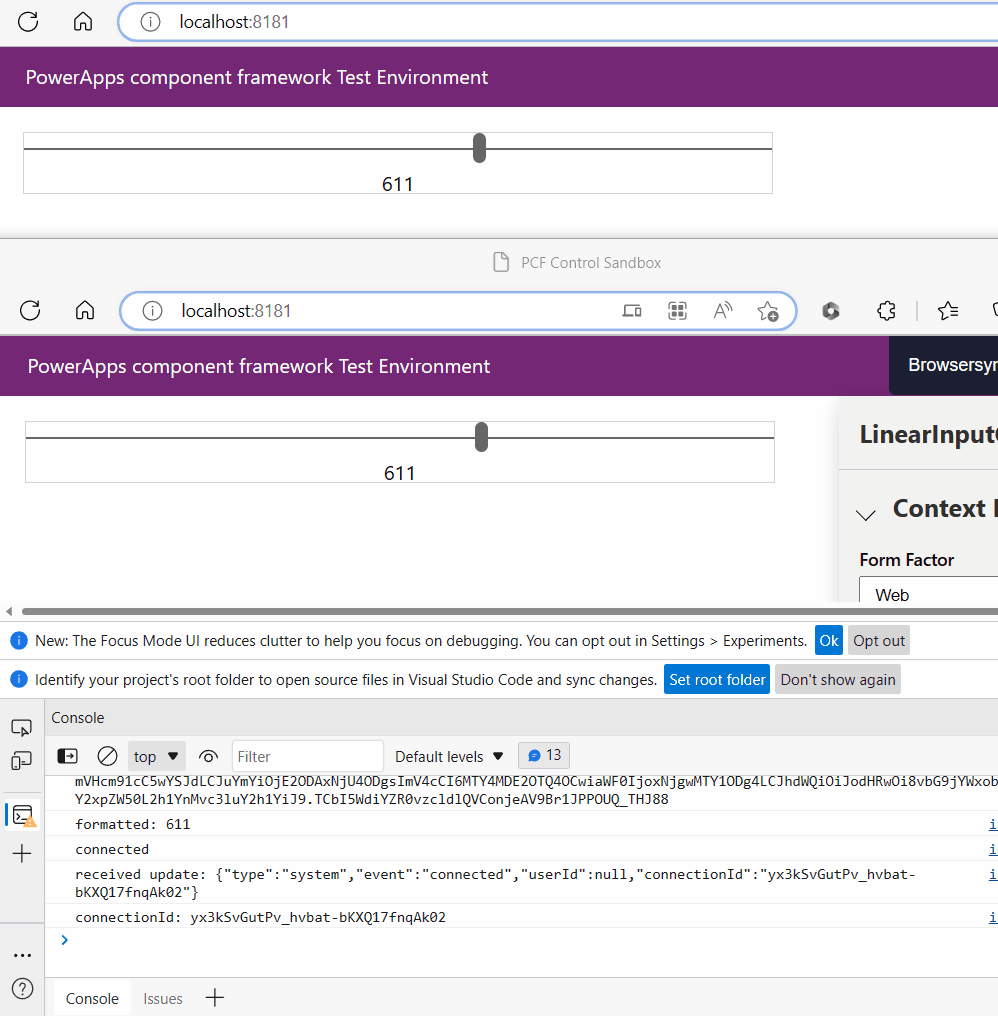 localhost:8181
PowerApps component framework Test Environment
611
PCF Control Sandbox
localhost:8181
PowerApps component framework Test Environment
Browsersyn
611
LinearInput
Context
Form Factor
Web
New: The Focus Mode UI reduces clutter to help you focus on debugging. You can opt out in Settings > Experiments. Ok Opt out
Identify your project's root folder to open source files in Visual Studio Code and sync changes. Set root folder Don't show again
Console
top Filter Default levels 13
formatted: 611
connected
received update: {"type":"system","event":"connected","userId":null,"connectionId":"yx3kSvGutPv_hvbat-
bKXQ17fnqAk02"}
connectionId: yx3kSvGutPv_hvbat-bKXQ17fnqAk02
Console Issues